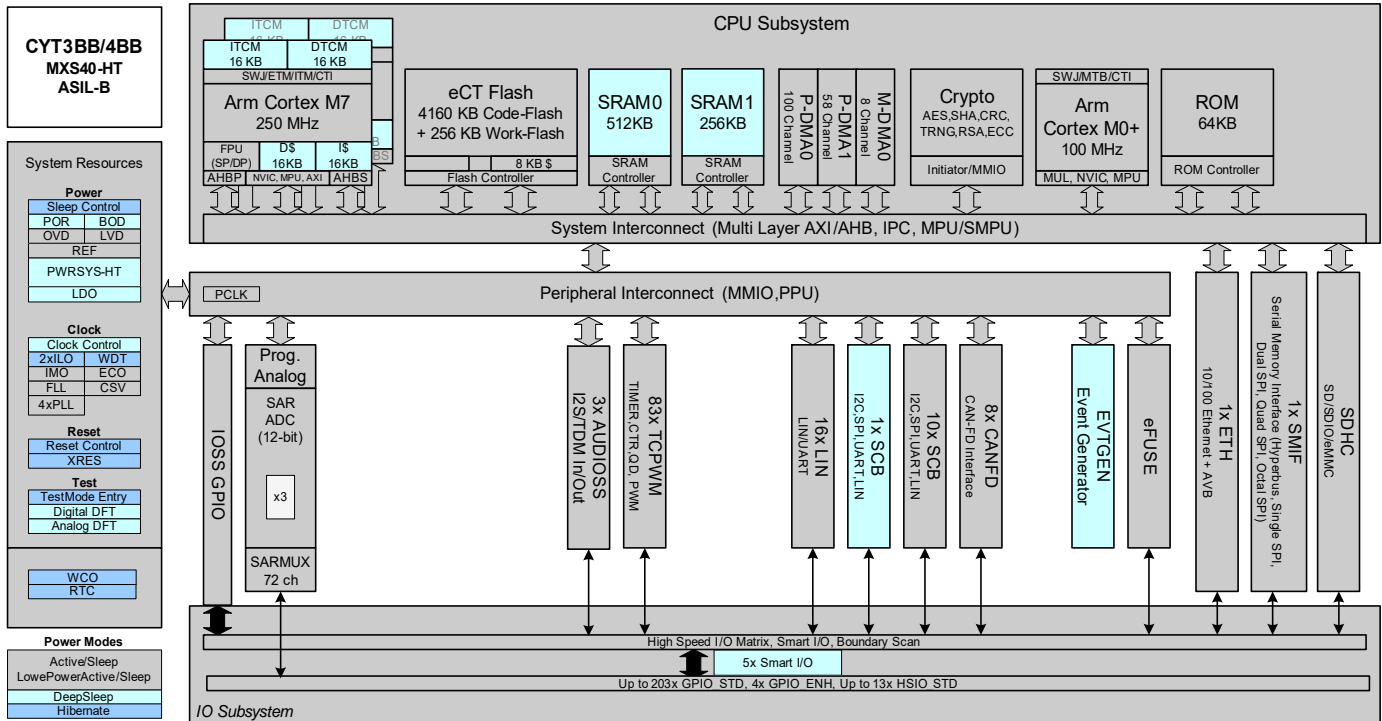 CYT3BB/4BB
MXS40-HT
ASIL-B
System Resources
Power
Sleep Control
POR
BOD
OVD
LVD
REF
PWRSYS-HT
LDO
Clock
Clock Control
2xILO
WDT
IMO
ECO
FLL
CSV
4xPLL
Reset
Reset Control
XRES
Test
TestMode Entry
Digital DFT
Analog DFT
WCO
RTC
Power Modes
Active/Sleep
LowePowerActive/Sleep
DeepSleep
Hibernate
CPU Subsystem
ITCM
16 KB
DTCM
16 KB
ITCM
16 KB
DTCM
16 KB
SWJ/ETM/ITM/CTI
Arm Cortex M7
250 MHz
FPU
(SP/DP)
D$
16KB
I$
16KB
AHBP
NVIC, MPU, AXI
AHBS
eCT Flash
4160 KB Code-Flash
+ 256 KB Work-Flash
8 KB $
Flash Controller
SRAM0
512KB
SRAM
Controller
SRAM1
256KB
SRAM
Controller
P-DMA0
100 Channel
P-DMA1
58 Channel
M-DMA0
8 Channel
Crypto
AES,SHA,CRC,
TRNG,RSA,ECC
Initiator/MMIO
SWJ/MTB/CTI
Arm
Cortex M0+
100 MHz
MUL, NVIC, MPU
ROM
64KB
ROM Controller
System Interconnect (Multi Layer AXI/AHB, IPC, MPU/SMPU)
PCLK
Peripheral Interconnect (MMIO,PPU)
IOSS GPIO
Prog.
Analog
SAR
ADC
(12-bit)
x3
SARMUX
72 ch
3x AUDIOSS
I2S/TDM In/Out
83x TCPWM
TIMER,CTR,QD, PWM
16x LIN
LIN/UART
1x SCB
I2C,SPI,UART,LIN
10x SCB
I2C,SPI,UART,LIN
8x CANFD
CAN-FD Interface
EVTGEN
Event Generator
eFUSE
1x ETH
10/100 Ethernet + AVB
1x SMIF
Serial Memory Interface (Hyperbus, Single SPI,
Dual SPI, Quad SPI, Octal SPI)
SDHC
SD/SDIO/eMMC
High Speed I/O Matrix, Smart I/O, Boundary Scan
5x Smart I/O
Up to 203x GPIO_STD, 4x GPIO_ENH, Up to 13x HSIO_STD
IO Subsystem